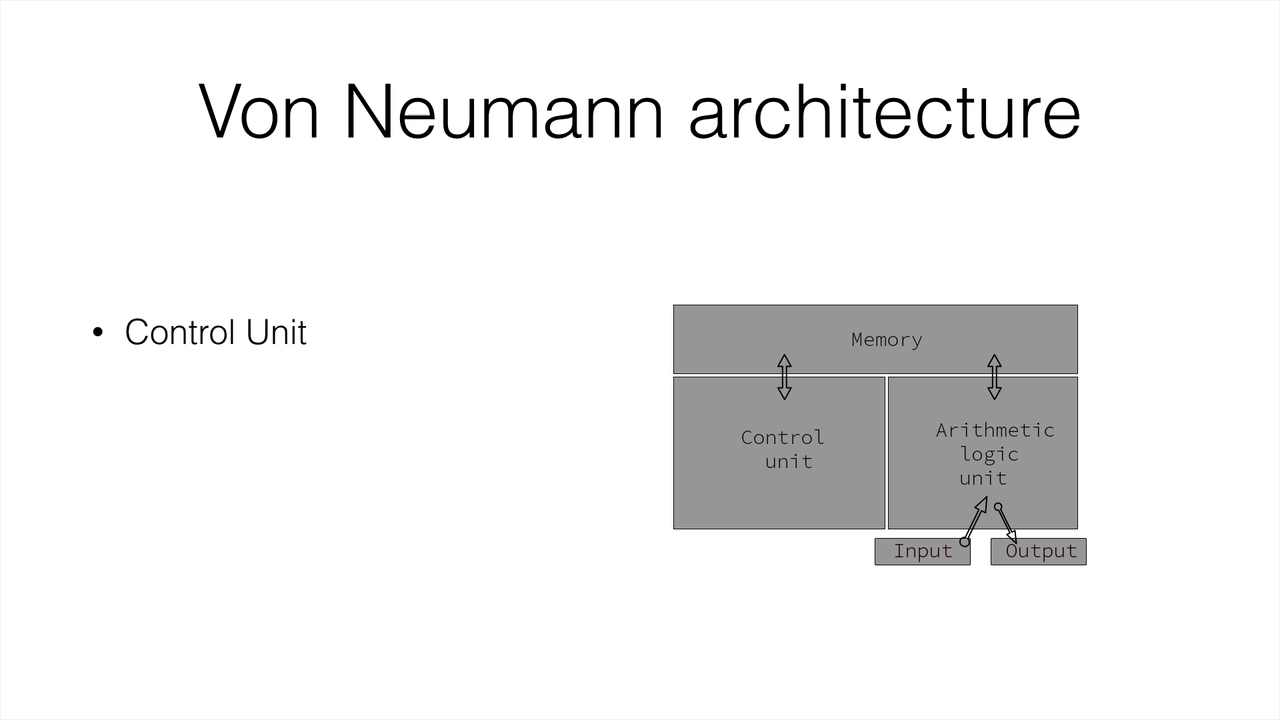 Von Neumann architecture
• Control Unit
Memory
Control
unit
Arithmetic
logic
unit
Input
Output